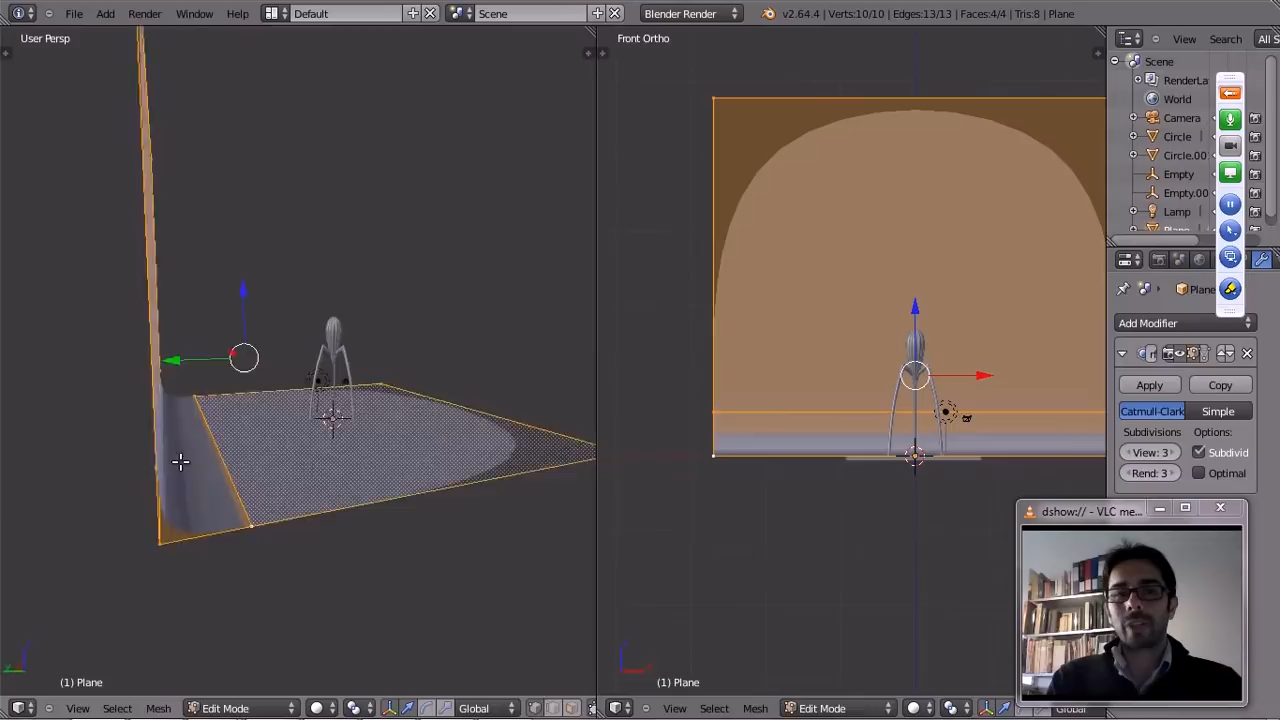 File Add Render Window Help Default Scene Blender Render v2.64.4 | Verts:10/10 | Edges:13/13 | Faces:4/4 | Tris:8 | Plane
User Persp
Front Ortho
View Search All S
Scene
RenderLa
World
Camera
Circle
Circle.00
Empty
Empty.00
Lamp
Plane
Add Modifier
Apply Copy
Catmull-Clark Simple
Subdivisions Options:
View: 3 Subdivid
Rend: 3 Optimal
dshow:// - VLC me...
(1) Plane
(1) Plane
View Select Mesh Edit Mode Global
View Select Mesh Edit Mode Global